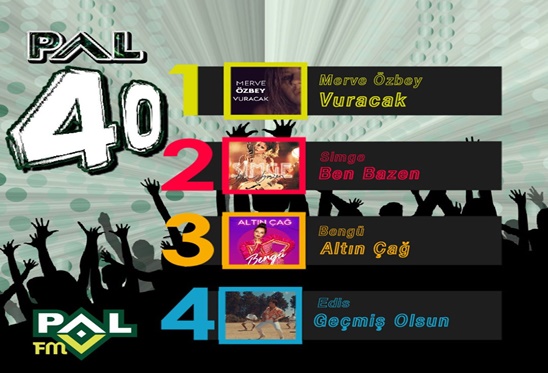 PAL
40
1
MERVE
ÖZBEY
VURACAK
Merve Özbey
Vuracak
2
SIMGE
Simge
Ben Bazen
3
ALTIN ÇAĞ
Bengü
Bengü
Altın Çağ
4
Edis
Geçmiş Olsun
PAL
FM